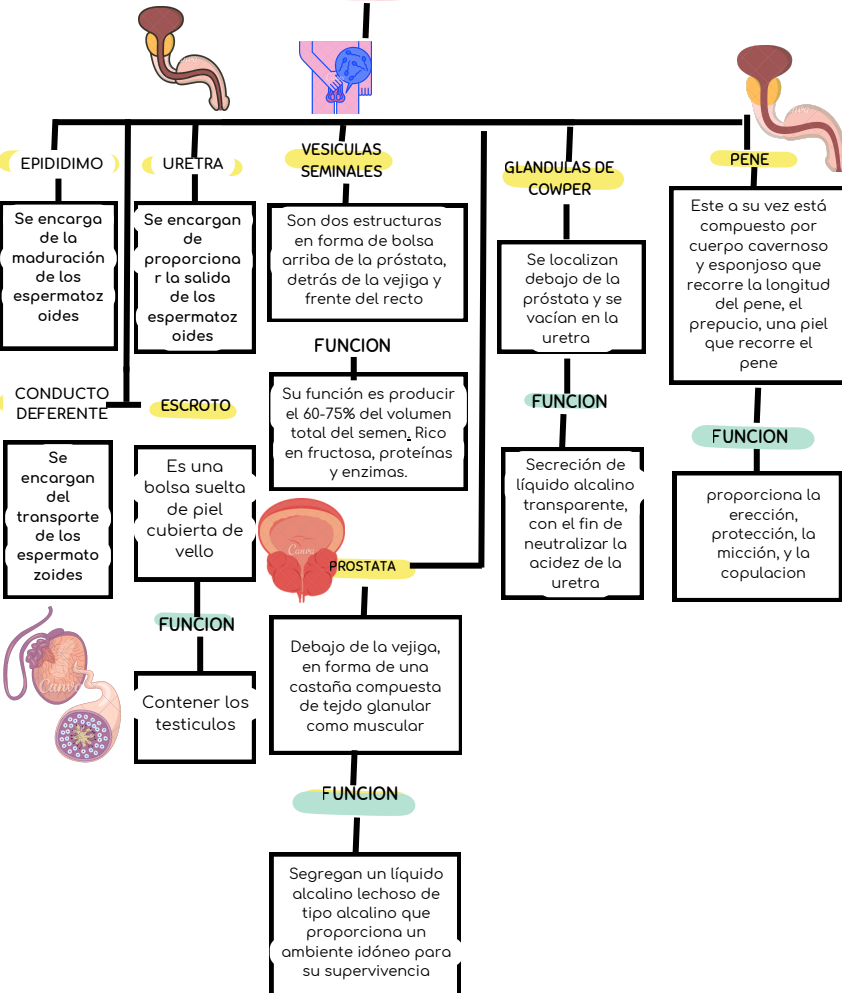 EPIDIDIMO
Se encarga
de la
maduración
de los
espermatoz
oides
URETRA
Se encargan
de
proporciona
r la salida
de los
espermatoz
oides
VESICULAS
SEMINALES
Son dos estructuras
en forma de bolsa
arriba de la próstata,
detrás de la vejiga y
frente del recto
FUNCION
Su función es producir
el 60-75% del volumen
total del semen. Rico
en fructosa, proteínas
y enzimas.
GLANDULAS DE
COWPER
Se localizan
debajo de la
próstata y se
vacían en la
uretra
FUNCION
Secreción de
líquido alcalino
transparente,
con el fin de
neutralizar la
acidez de la
uretra
PENE
Este a su vez está
compuesto por
cuerpo cavernoso
y esponjoso que
recorre la longitud
del pene, el
prepucio, una piel
que recorre el
pene
FUNCION
proporciona la
erección,
protección, la
micción, y la
copulacion
CONDUCTO
DEFERENTE
Se
encargan
del
transporte
de los
espermato
zoides
ESCROTO
Es una
bolsa suelta
de piel
cubierta de
vello
FUNCION
Contener los
testiculos
PROSTATA
Debajo de la vejiga,
en forma de una
castaña compuesta
de tejdo glanular
como muscular
FUNCION
Segregan un líquido
alcalino lechoso de
tipo alcalino que
proporciona un
ambiente idóneo para
su supervivencia
Canva
Canva